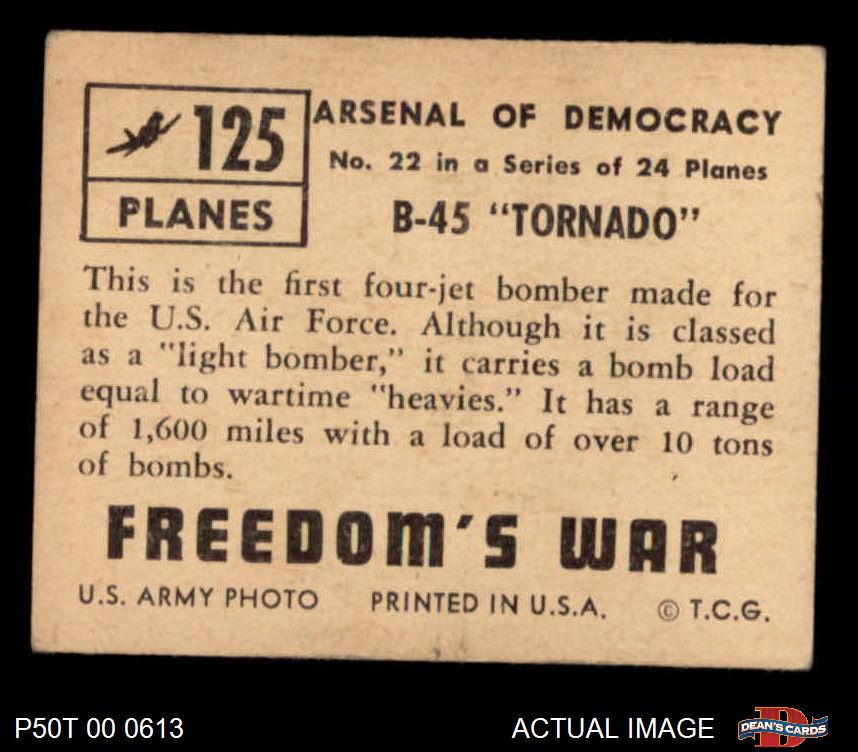 125
PLANES
ARSENAL OF DEMOCRACY
No. 22 in a Series of 24 Planes
B-45 "TORNADO"
This is the first four-jet bomber made for
the U.S. Air Force. Although it is classed
as a "light bomber," it carries a bomb load
equal to wartime "heavies." It has a range
of 1,600 miles with a load of over 10 tons
of bombs.
FREEDOM'S WAR
U.S. ARMY PHOTO PRINTED IN U.S.A. © T.C.G.
P50T 00 0613 ACTUAL IMAGE DEAN'S CARDS